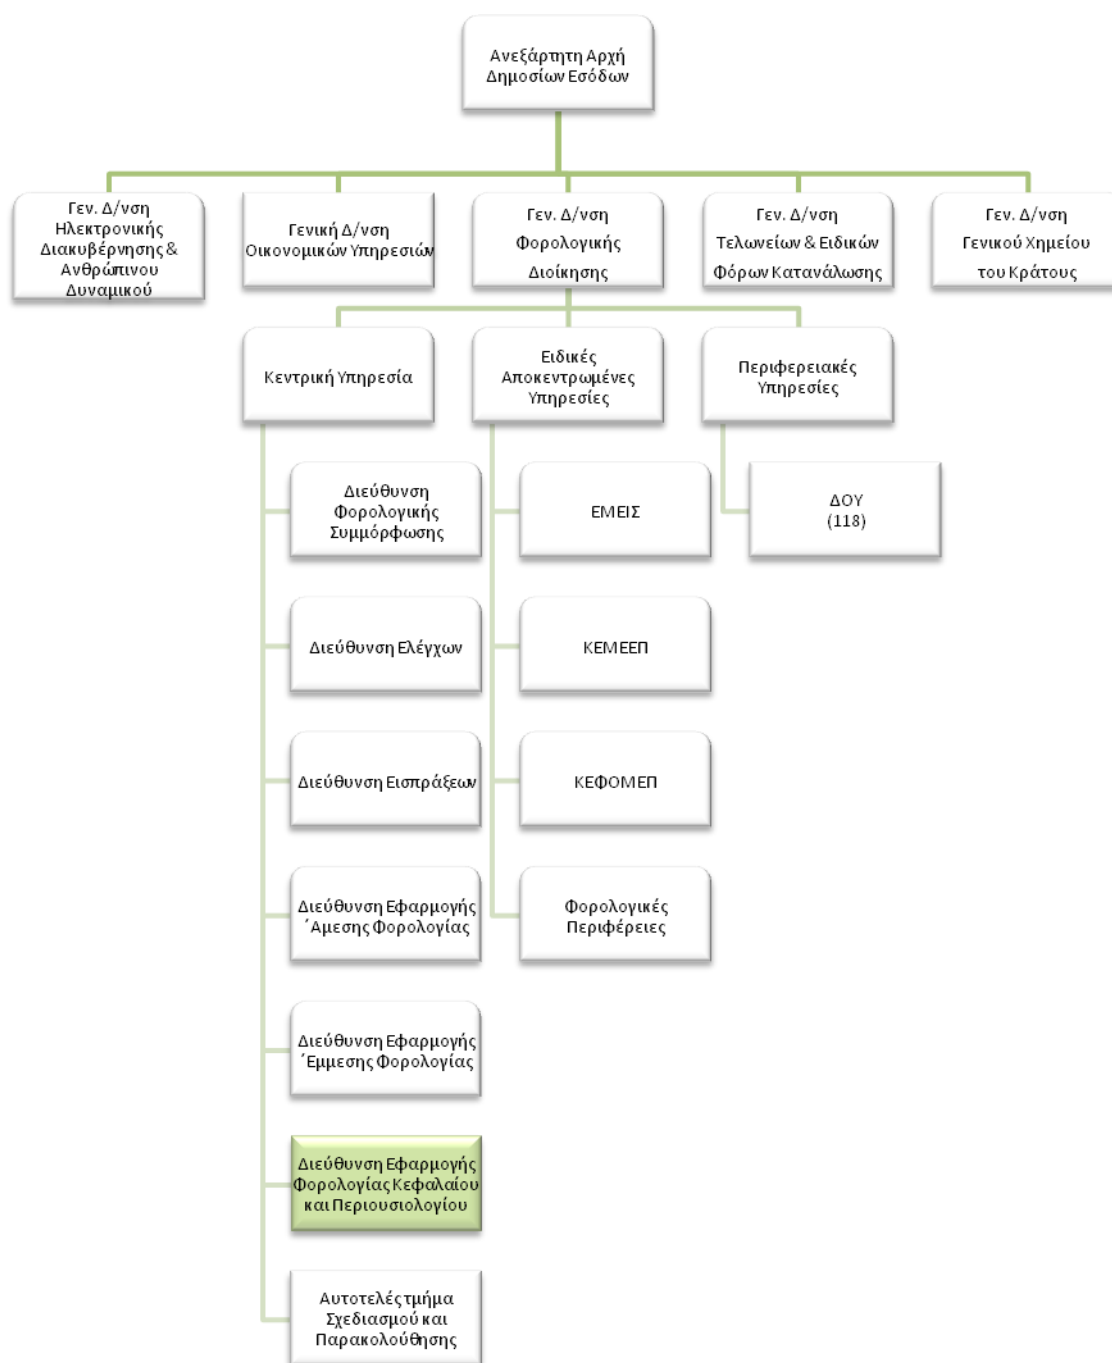 Ανεξάρτητη Αρχή
Δημοσίων Εσόδων
Γεν. Δ/νση
Ηλεκτρονικής
Διακυβέρνησης &
Ανθρώπινου
Δυναμικού
Γενική Δ/νση
Οικονομικών Υπηρεσιών
Γεν. Δ/νση
Φορολογικής
Διοίκησης
Γεν. Δ/νση
Τελωνείων & Ειδικών
Φόρων Κατανάλωσης
Γεν. Δ/νση
Γενικού Χημείου
του Κράτους
Κεντρική Υπηρεσία
Ειδικές
Αποκεντρωμένες
Υπηρεσίες
Περιφερειακές
Υπηρεσίες
Διεύθυνση
Φορολογικής
Συμμόρφωσης
Διεύθυνση Ελέγχων
Διεύθυνση Εισπράξεων
Διεύθυνση Εφαρμογής
΄Αμεσης Φορολογίας
Διεύθυνση Εφαρμογής
΄Εμμεσης Φορολογίας
Διεύθυνση Εφαρμογής
Φορολογίας Κεφαλαίου
και Περιουσιολογίου
Αυτοτελές τμήμα
Σχεδιασμού και
Παρακολούθησης
ΕΜΕΙΣ
ΚΕΜΕΕΠ
ΚΕΦΟΜΕΠ
Φορολογικές
Περιφέρειες
ΔΟΥ
(118)